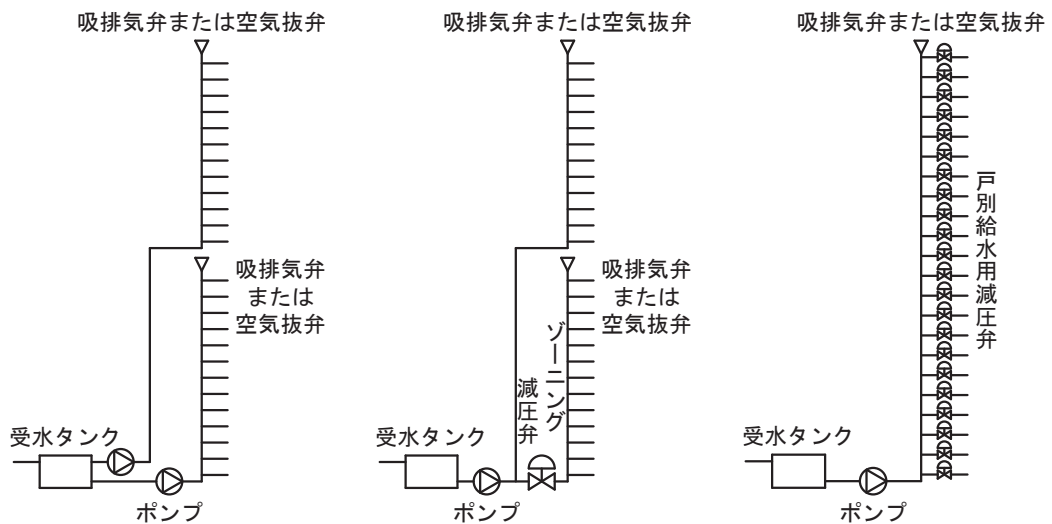 吸排気弁または空気抜弁
吸排気弁
または
空気抜弁
受水タンク
ポンプ
吸排気弁または空気抜弁
吸排気弁
または
空気抜弁
ゾーニング
減圧弁
受水タンク
ポンプ
吸排気弁または空気抜弁
戸別給水用減圧弁
受水タンク
ポンプ